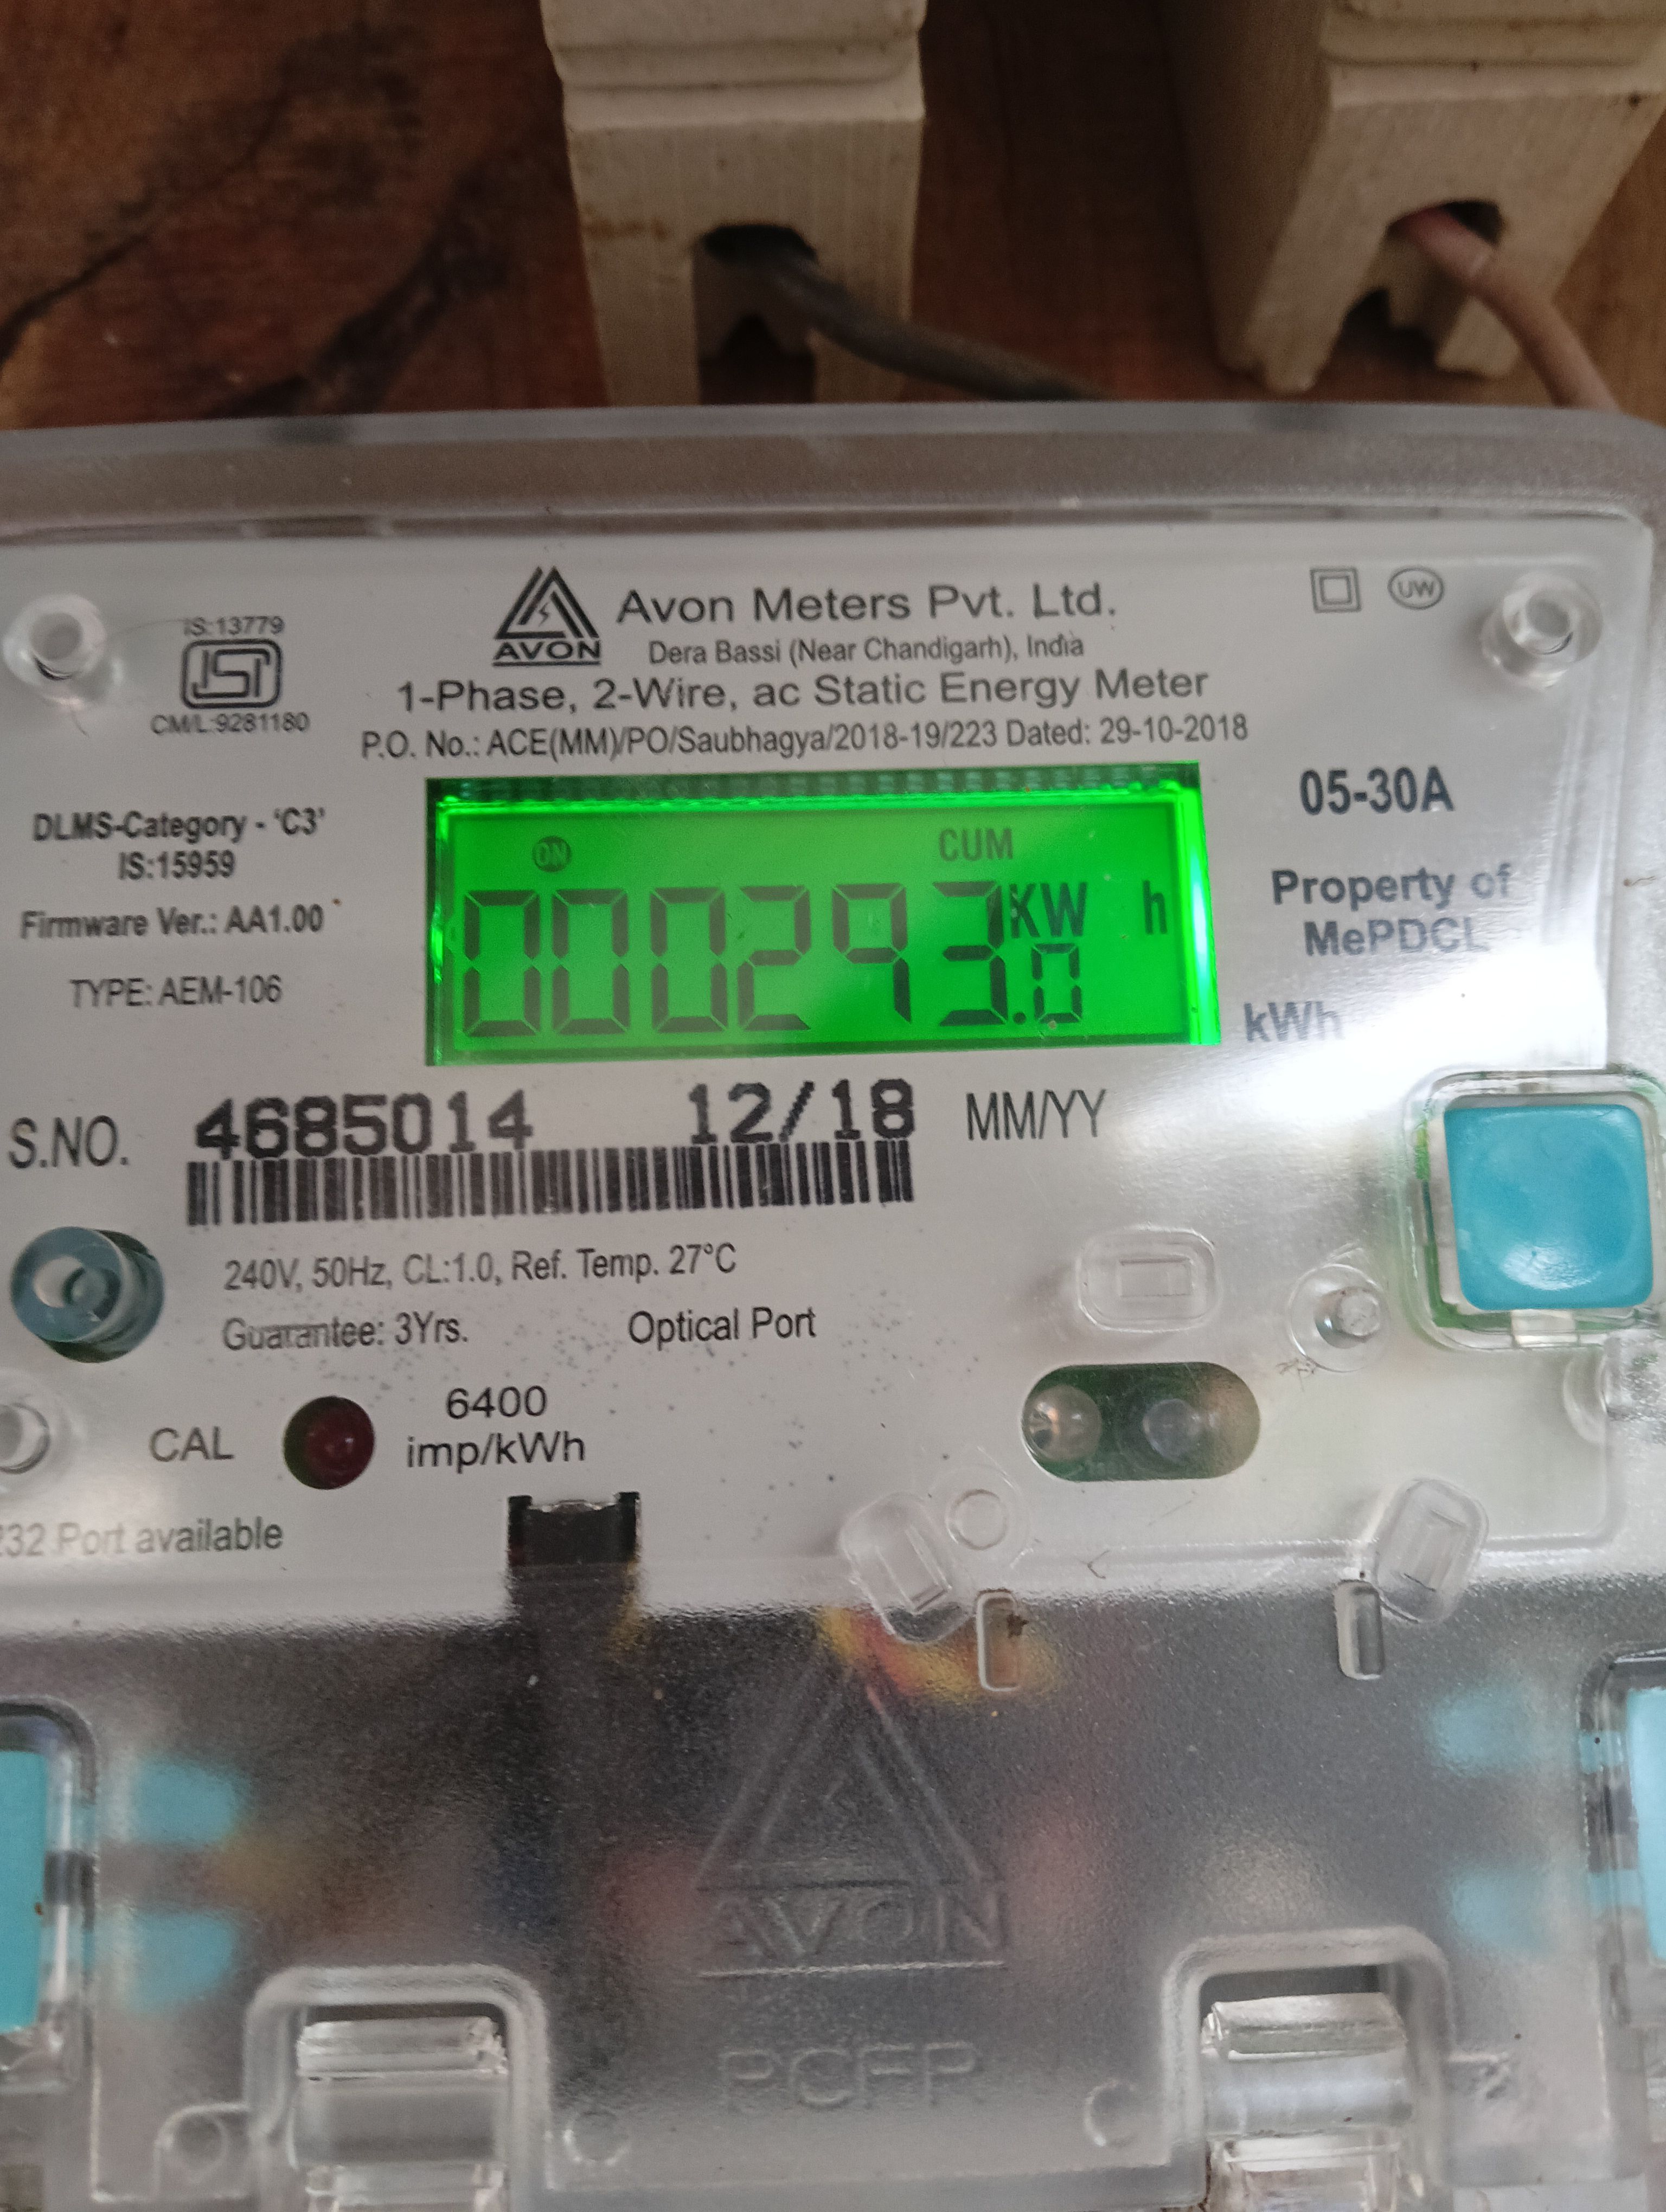 IS:13779
ISI
CM/L:9281180
AVON
Avon Meters Pvt. Ltd.
UW
Dera Bassi (Near Chandigarh), India
1-Phase, 2-Wire, ac Static Energy Meter
P.O. No.: ACE(MM)/PO/Saubhagya/2018-19/223 Dated: 29-10-2018
DLMS-Category - 'C3'
IS:15959
Firmware Ver.: AA1.00
TYPE: AEM-106
ON CUM
000293.0 KW h
05-30A
Property of
MePDCL
kWh
S.NO. 4685014 12/18 MM/YY
240V, 50Hz, CL:1.0, Ref. Temp. 27°C
Guarantee: 3Yrs. Optical Port
CAL 6400
imp/kWh
232 Port available
AVON
PCFP